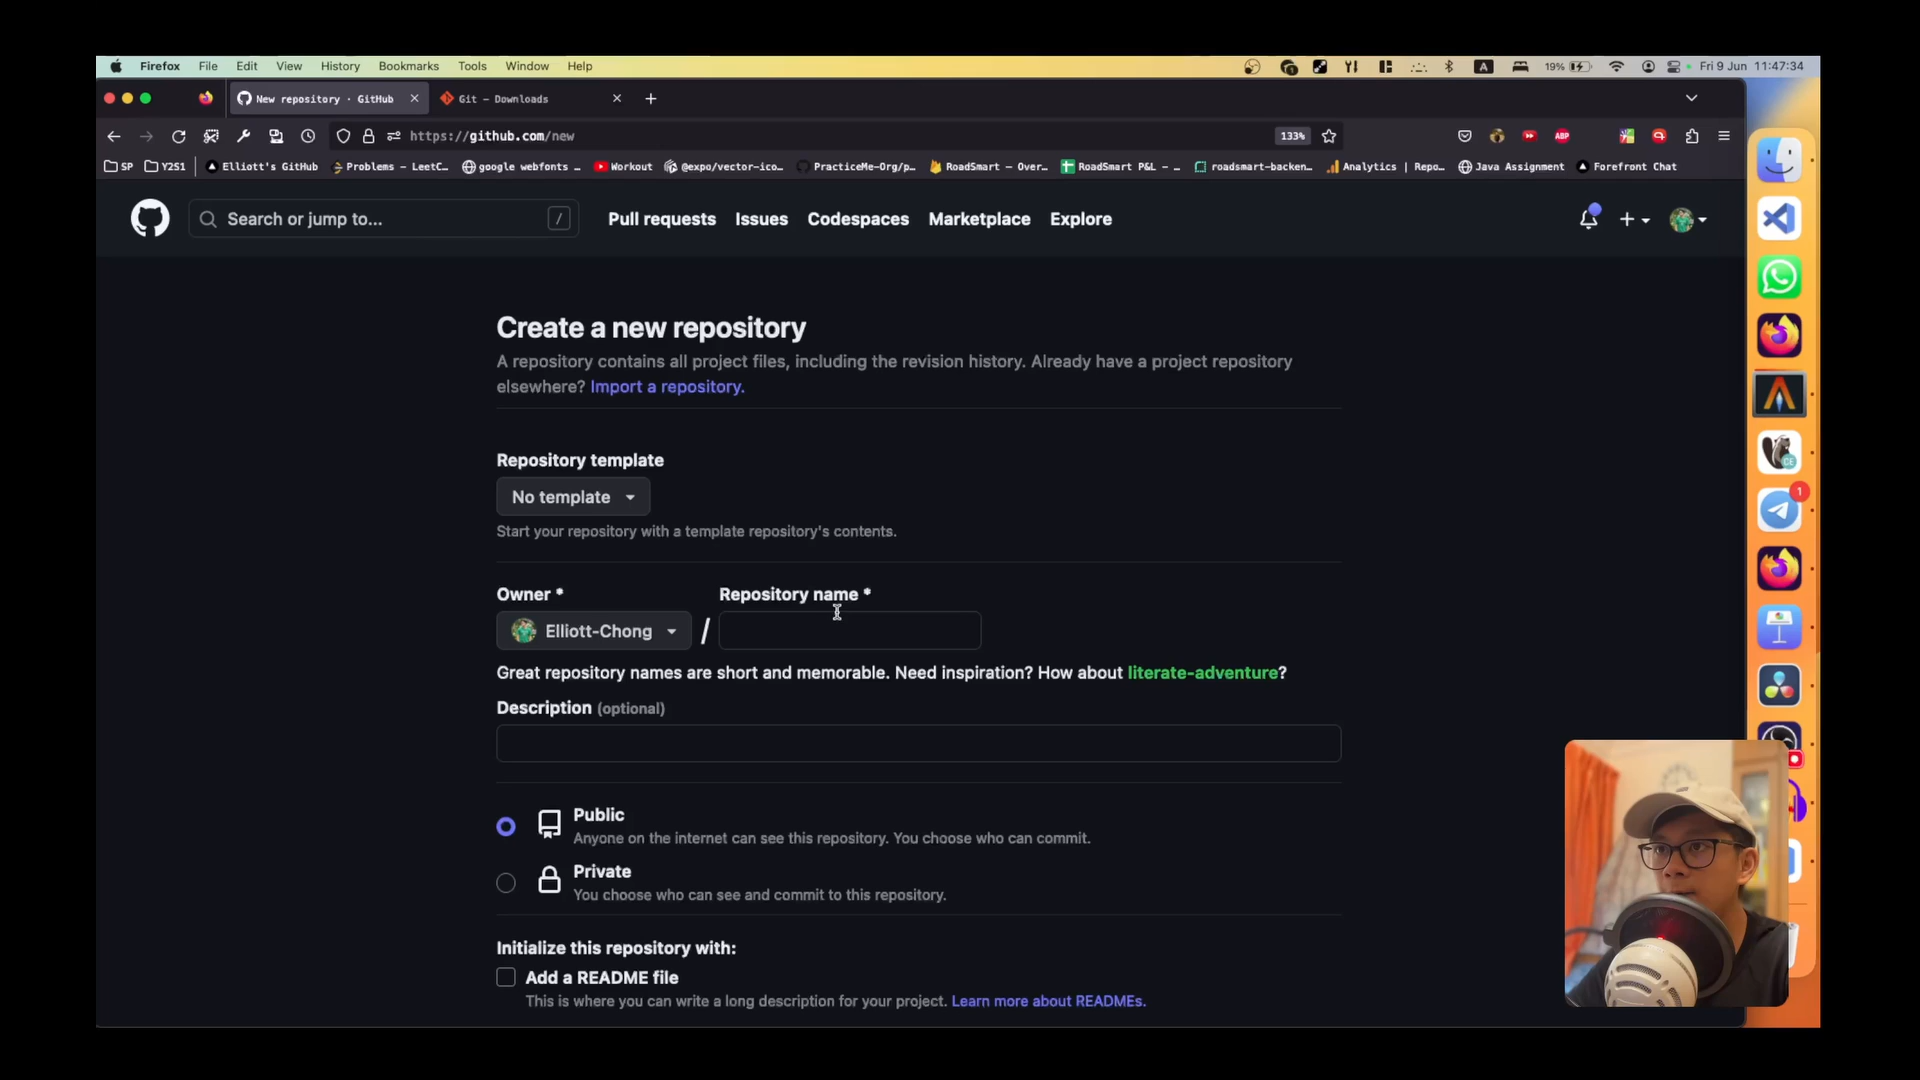 Firefox File Edit View History Bookmarks Tools Window Help A 19% Fri 9 Jun 11:47:34
New repository · GitHub Git - Downloads
https://github.com/new 133% ABP
SP Y2S1 Elliott's GitHub Problems - LeetC… google webfonts … Workout @expo/vector-ico… PracticeMe-Org/p… RoadSmart – Over… RoadSmart P&L - … roadsmart-backen… Analytics | Repo… Java Assignment Forefront Chat
Search or jump to... / Pull requests Issues Codespaces Marketplace Explore
Create a new repository
A repository contains all project files, including the revision history. Already have a project repository
elsewhere? Import a repository.
Repository template
No template
Start your repository with a template repository's contents.
Owner * Repository name *
Elliott-Chong /
Great repository names are short and memorable. Need inspiration? How about literate-adventure?
Description (optional)
Public
Anyone on the internet can see this repository. You choose who can commit.
Private
You choose who can see and commit to this repository.
Initialize this repository with:
Add a README file
This is where you can write a long description for your project. Learn more about READMEs.
CE
1